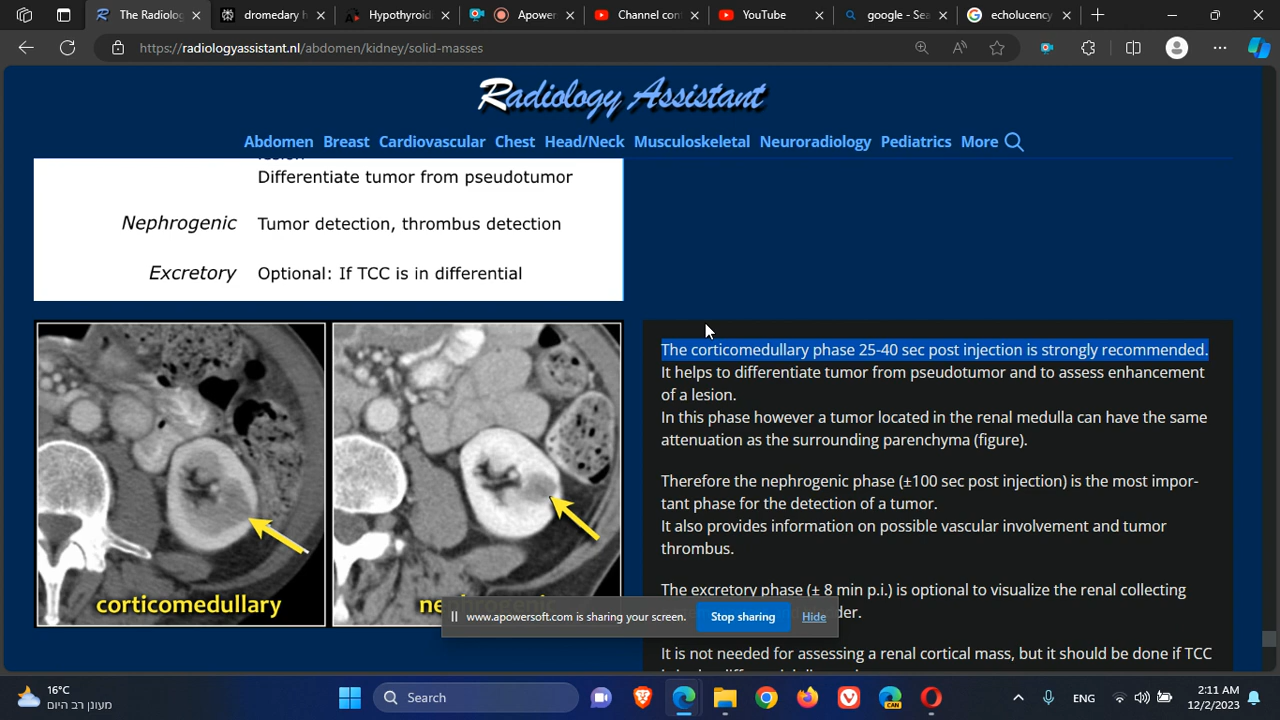 The Radiolog
dromedary h
Hypothyroid
Apower
Channel con
YouTube
google - Sea
echolucency
https://radiologyassistant.nl/abdomen/kidney/solid-masses
Radiology Assistant
Abdomen Breast Cardiovascular Chest Head/Neck Musculoskeletal Neuroradiology Pediatrics More
lesion
Differentiate tumor from pseudotumor
Nephrogenic Tumor detection, thrombus detection
Excretory Optional: If TCC is in differential
corticomedullary
nephrogenic
The corticomedullary phase 25-40 sec post injection is strongly recommended.
It helps to differentiate tumor from pseudotumor and to assess enhancement
of a lesion.
In this phase however a tumor located in the renal medulla can have the same
attenuation as the surrounding parenchyma (figure).
Therefore the nephrogenic phase (±100 sec post injection) is the most impor-
tant phase for the detection of a tumor.
It also provides information on possible vascular involvement and tumor
thrombus.
The excretory phase (± 8 min p.i.) is optional to visualize the renal collecting
der.
It is not needed for assessing a renal cortical mass, but it should be done if TCC
www.apowersoft.com is sharing your screen. Stop sharing Hide
16°C
מעונן רב היום
Search
CAN
ENG
2:11 AM
12/2/2023